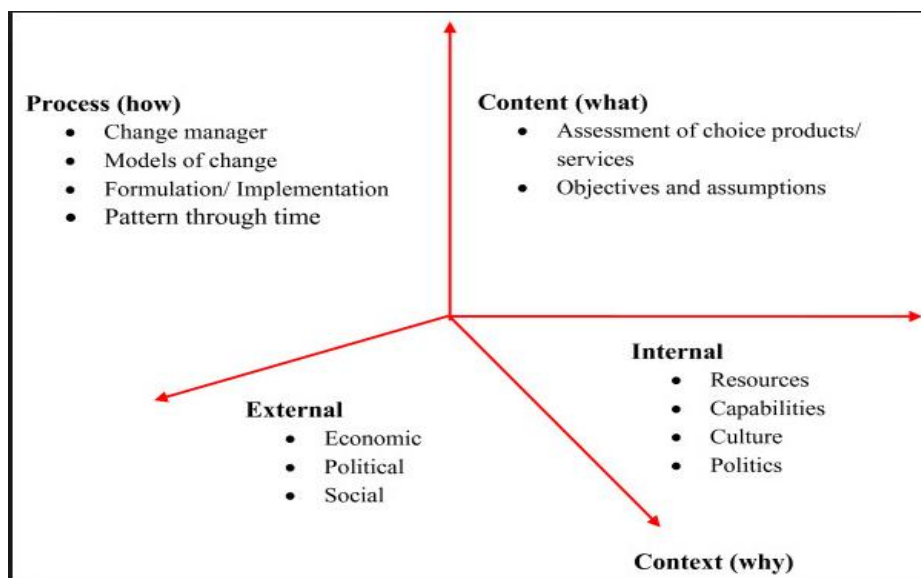 Process (how)
• Change manager
• Models of change
• Formulation/ Implementation
• Pattern through time
Content (what)
• Assessment of choice products/
services
• Objectives and assumptions
External
• Economic
• Political
• Social
Internal
• Resources
• Capabilities
• Culture
• Politics
Context (why)